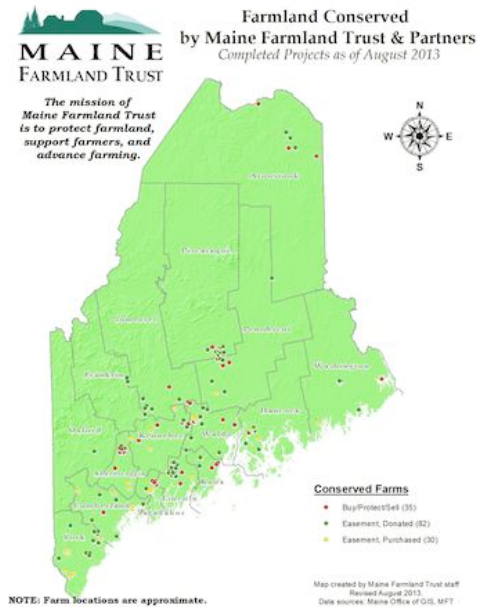 Farmland Conserved
by Maine Farmland Trust & Partners
Completed Projects as of August 2013
MAINE
FARMLAND TRUST
The mission of
Maine Farmland Trust
is to protect farmland,
support farmers, and
advance farming.
N
W E
S
Aroostook
Piscataquis
Somerset
Penobscot
Washington
Franklin
Hancock
Oxford
Kennebec
Waldo
Androscoggin
Knox
Lincoln
Cumberland
Sagadahoc
York
Conserved Farms
Buy/Protect/Sell (35)
Easement, Donated (82)
Easement, Purchased (30)
Map created by Maine Farmland Trust staff
Revised August 2013.
Data sources: Maine Office of GIS, MFT
NOTE: Farm locations are approximate.